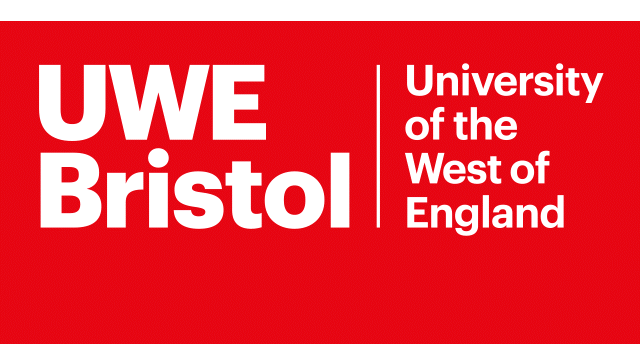 UWE
Bristol
University
of the
West of
England